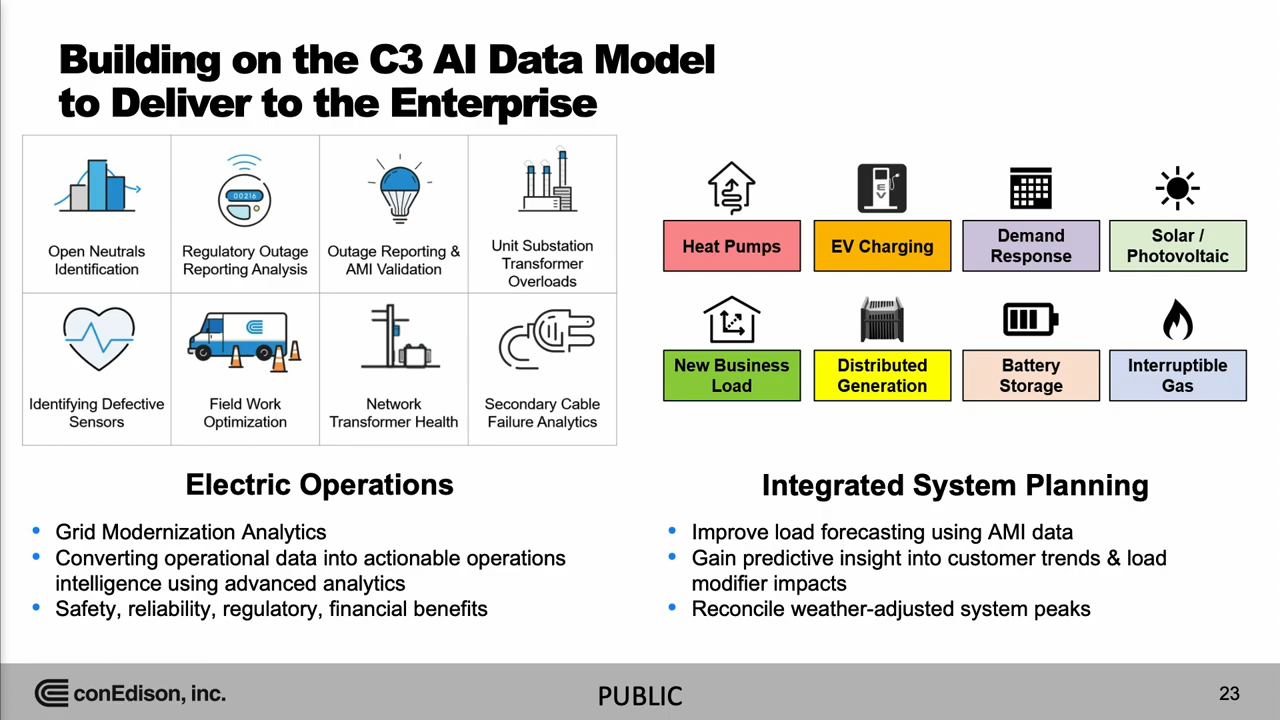 Building on the C3 AI Data Model
to Deliver to the Enterprise
Open Neutrals
Identification
00216
Regulatory Outage
Reporting Analysis
Outage Reporting &
AMI Validation
Unit Substation
Transformer
Overloads
Identifying Defective
Sensors
Field Work
Optimization
Network
Transformer Health
Secondary Cable
Failure Analytics
Heat Pumps
EV
EV Charging
Demand
Response
Solar /
Photovoltaic
New Business
Load
Distributed
Generation
Battery
Storage
Interruptible
Gas
Electric Operations
• Grid Modernization Analytics
• Converting operational data into actionable operations
intelligence using advanced analytics
• Safety, reliability, regulatory, financial benefits
Integrated System Planning
• Improve load forecasting using AMI data
• Gain predictive insight into customer trends & load
modifier impacts
• Reconcile weather-adjusted system peaks
conEdison, inc.
PUBLIC
23